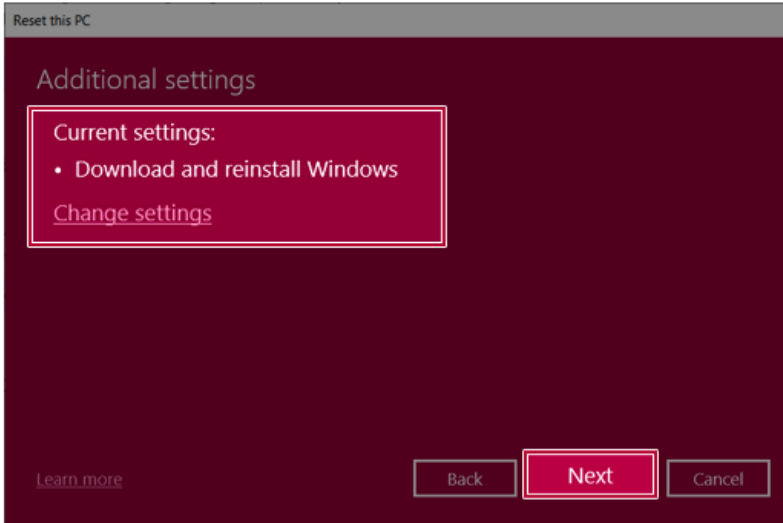 Reset this PC
Additional settings
Current settings:
• Download and reinstall Windows
Change settings
Learn more
Back
Next
Cancel